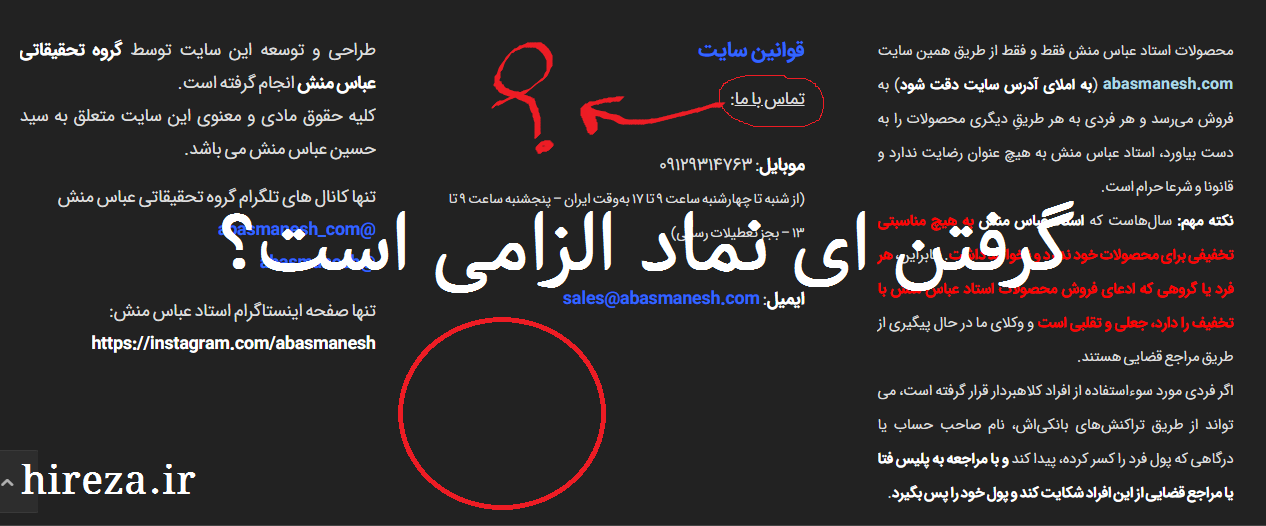 محصولات استاد عباس منش فقط و فقط از طریق همین سایت
abasmanesh.com (به املای آدرس سایت دقت شود) به
فروش می‌رسد و هر فردی به هر طریقِ دیگری محصولات را به
دست بیاورد، استاد عباس منش به هیچ عنوان رضایت ندارد و
قانونا و شرعا حرام است.
نکته مهم: سال‌هاست که استاد عباس منش به هیچ مناسبتی
تخفیفی برای محصولات خود ندارد و نخواهد داشت. بنابراین، هر
فرد یا گروهی که ادعای فروش محصولات استاد عباس منش با
تخفیف را دارد، جعلی و تقلبی است و وکلای ما در حال پیگیری از
طریق مراجع قضایی هستند.
اگر فردی مورد سوءاستفاده از افراد کلاهبردار قرار گرفته است، می
تواند از طریق تراکنش‌های بانکی‌اش، نام صاحب حساب یا
درگاهی که پول فرد را کسر کرده، پیدا کند و با مراجعه به پلیس فتا
یا مراجع قضایی از این افراد شکایت کند و پول خود را پس بگیرد.
قوانین سایت
تماس با ما:
موبایل: ۰۹۱۲۹۳۱۴۷۶۳
(از شنبه تا چهارشنبه ساعت ۹ تا ۱۷ به‌وقت ایران – پنجشنبه ساعت ۹ تا
۱۳ – بجز تعطیلات رسمی)
ایمیل: sales@abasmanesh.com
طراحی و توسعه این سایت توسط گروه تحقیقاتی
عباس منش انجام گرفته است.
کلیه حقوق مادی و معنوی این سایت متعلق به سید
حسین عباس منش می باشد.
تنها کانال های تلگرام گروه تحقیقاتی عباس منش
@abasmanesh_com
@abasmanesh
تنها صفحه اینستاگرام استاد عباس منش:
https://instagram.com/abasmanesh
؟
گرفتن ای نماد الزامی است؟
hireza.ir